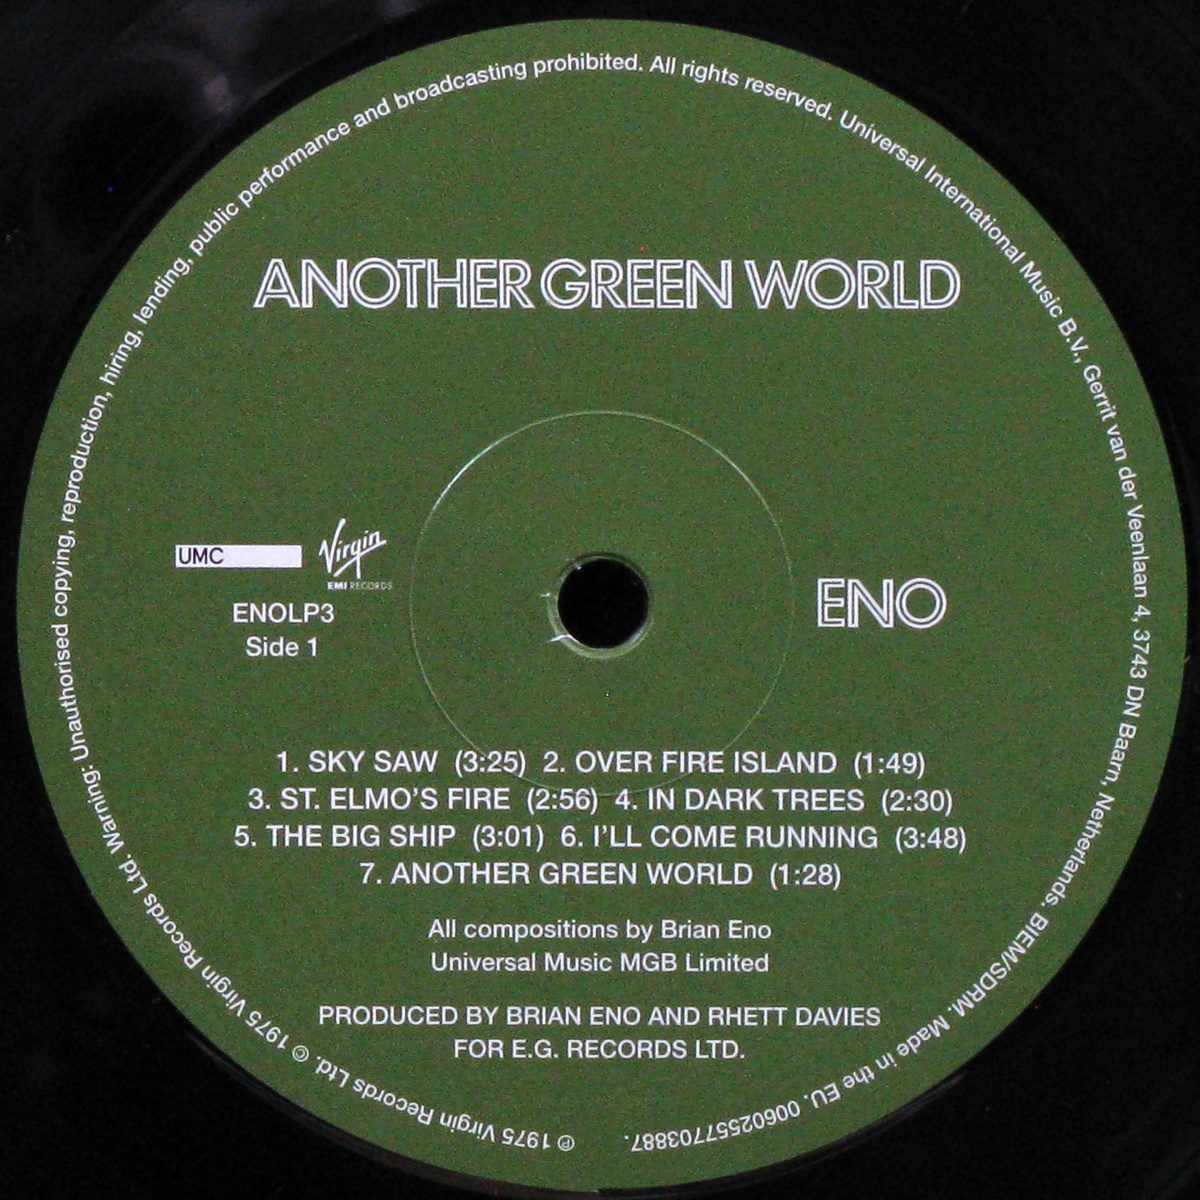 ANOTHER GREEN WORLD
UMC
Virgin
EMI RECORDS
ENOLP3
Side 1
ENO
1. SKY SAW (3:25) 2. OVER FIRE ISLAND (1:49)
3. ST. ELMO'S FIRE (2:56) 4. IN DARK TREES (2:30)
5. THE BIG SHIP (3:01) 6. I'LL COME RUNNING (3:48)
7. ANOTHER GREEN WORLD (1:28)
All compositions by Brian Eno
Universal Music MGB Limited
PRODUCED BY BRIAN ENO AND RHETT DAVIES
FOR E.G. RECORDS LTD.
℗ 1975 Virgin Records Ltd. © 1975 Virgin Records Ltd. Warning: Unauthorised copying, reproduction, hiring, lending, public performance and broadcasting prohibited. All rights reserved. Universal International Music B.V., Gerrit van der Veenlaan 4, 3743 DN Baarn, Netherlands. BIEM/SDRM. Made in the EU. 00602557703887.